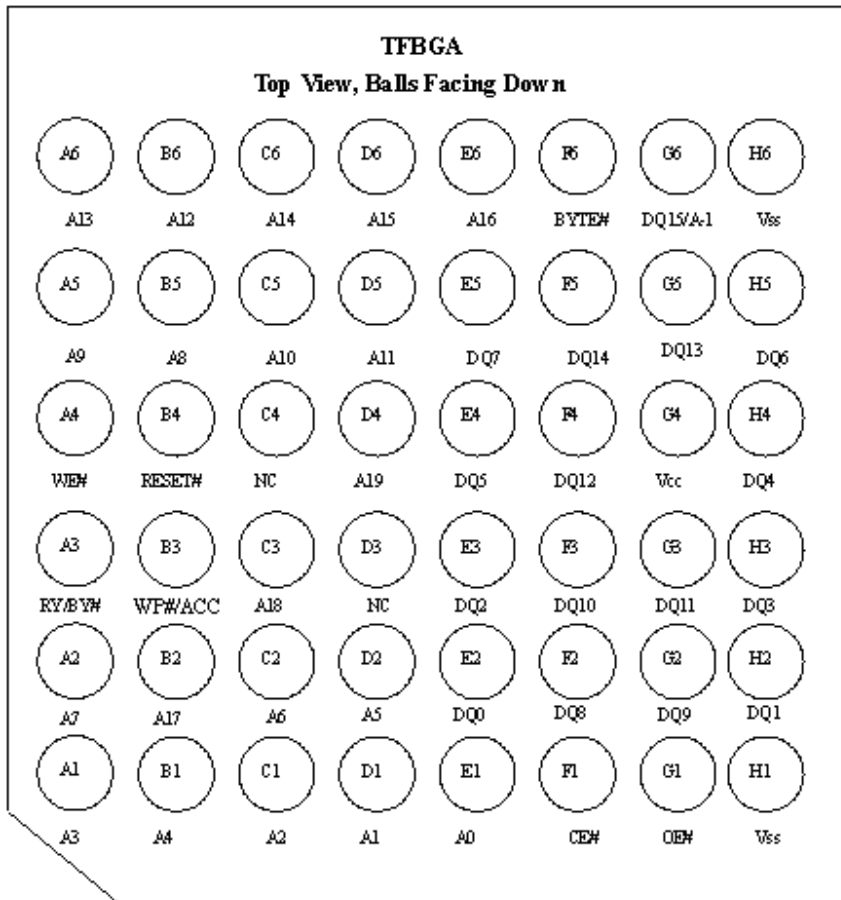 TFBGA
Top View, Balls Facing Down
A6 B6 C6 D6 E6 F6 G6 H6
A13 A12 A14 A15 A16 BYTE# DQ15/A-1 Vss
A5 B5 C5 D5 E5 F5 G5 H5
A9 A8 A10 A11 DQ7 DQ14 DQ13 DQ6
A4 B4 C4 D4 E4 F4 G4 H4
WE# RESET# NC A19 DQ5 DQ12 Vcc DQ4
A3 B3 C3 D3 E3 F3 G3 H3
RY/BY# WP#/ACC A18 NC DQ2 DQ10 DQ11 DQ3
A2 B2 C2 D2 E2 F2 G2 H2
A7 A17 A6 A5 DQ0 DQ8 DQ9 DQ1
A1 B1 C1 D1 E1 F1 G1 H1
A3 A4 A2 A1 A0 CE# OE# Vss